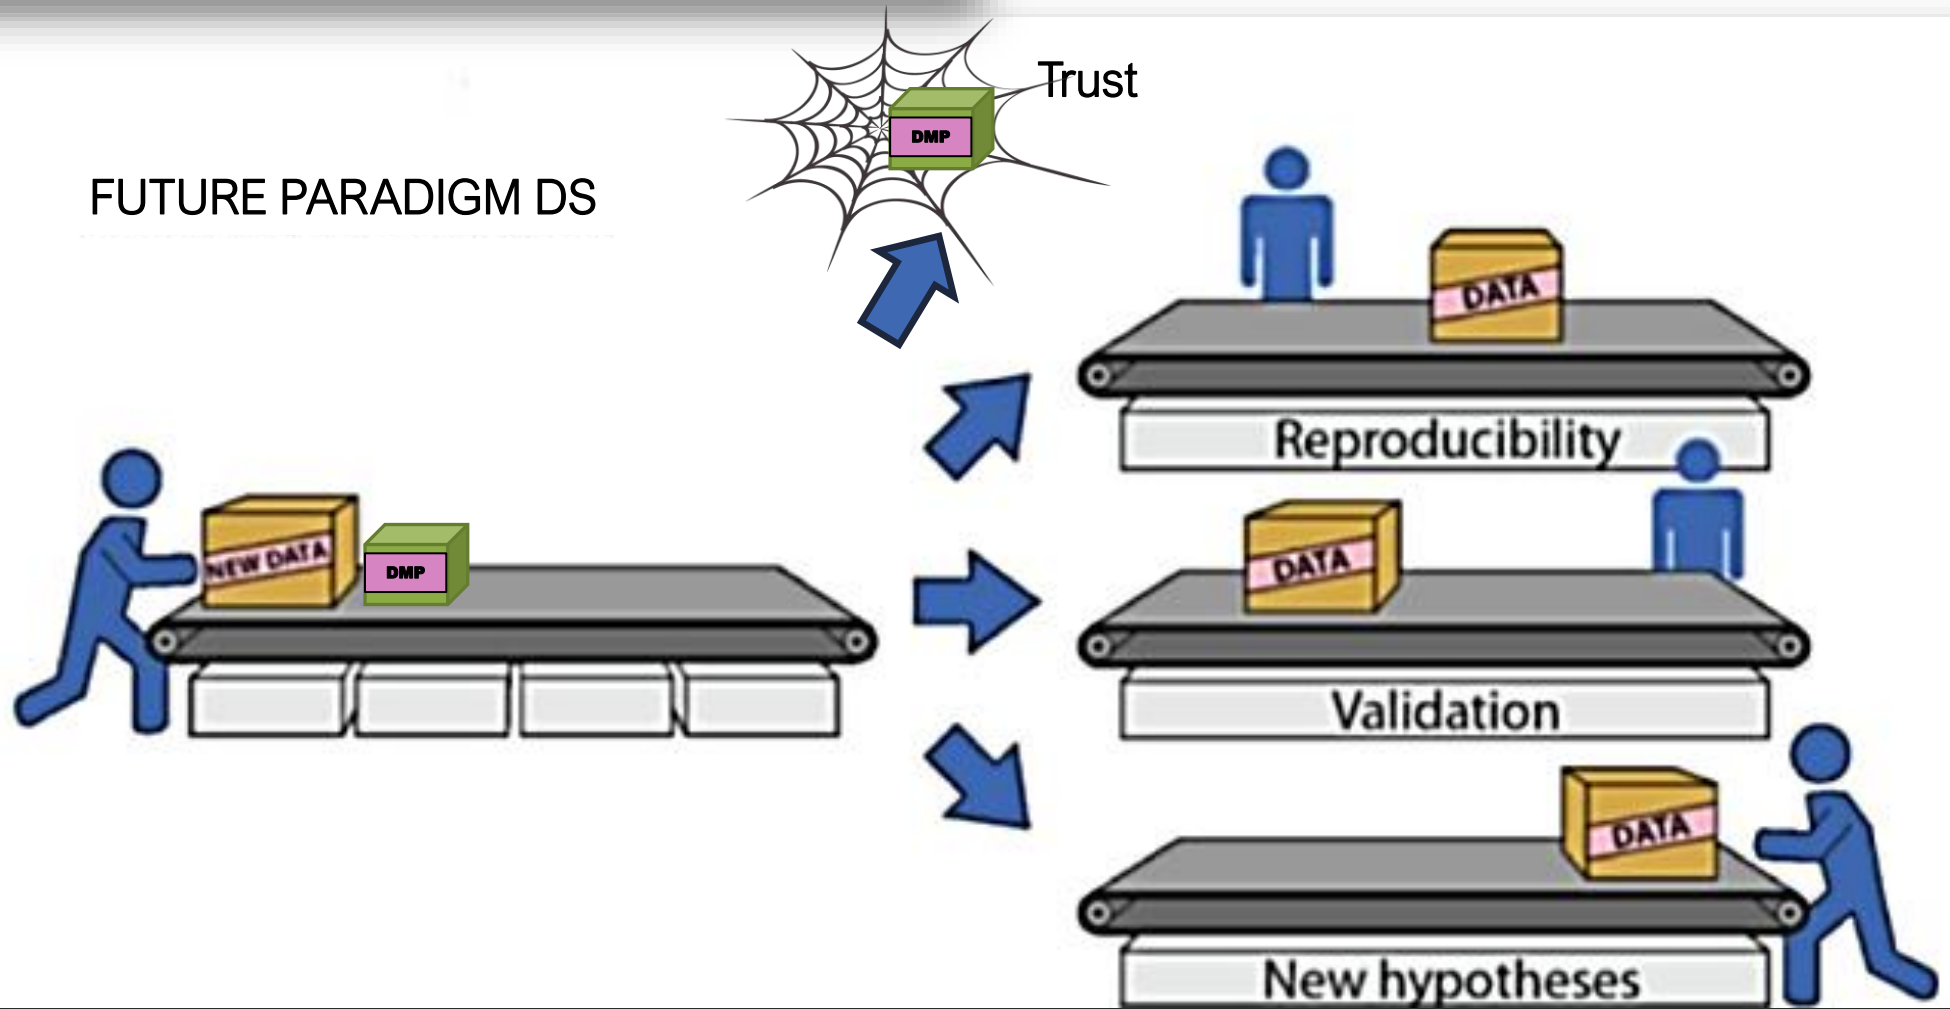 Trust
DMP
FUTURE PARADIGM DS
DATA
Reproducibility
NEW DATA
DMP
DATA
Validation
DATA
New hypotheses